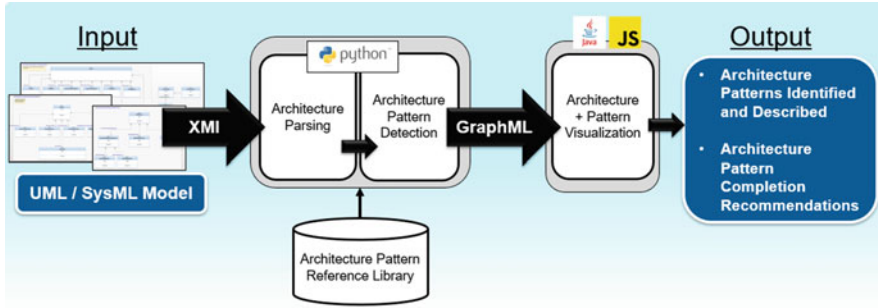 Input
UML / SysML Model
XMI
python
Architecture
Parsing
Architecture
Pattern
Detection
Architecture Pattern
Reference Library
GraphML
Java
JS
Architecture
+ Pattern
Visualization
Output
• Architecture
Patterns Identified
and Described
• Architecture
Pattern
Completion
Recommendations